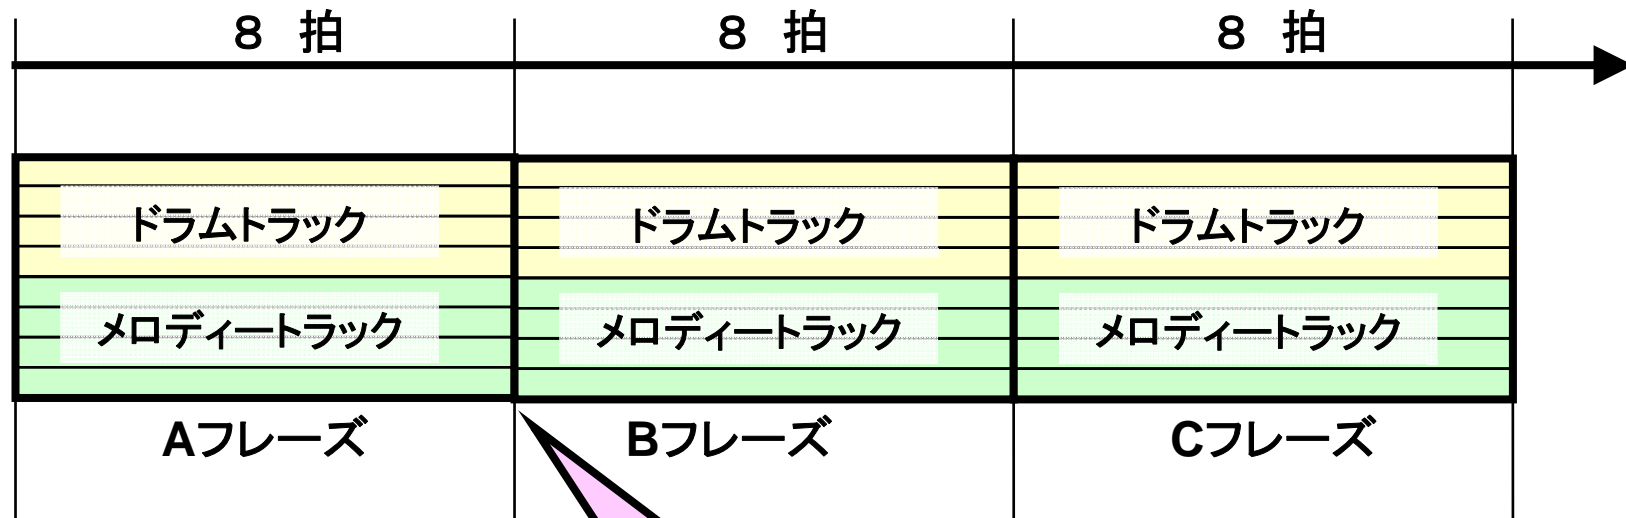 ８ 拍 ８ 拍 ８ 拍
ドラムトラック ドラムトラック ドラムトラック
メロディートラック メロディートラック メロディートラック
Aフレーズ Bフレーズ Cフレーズ